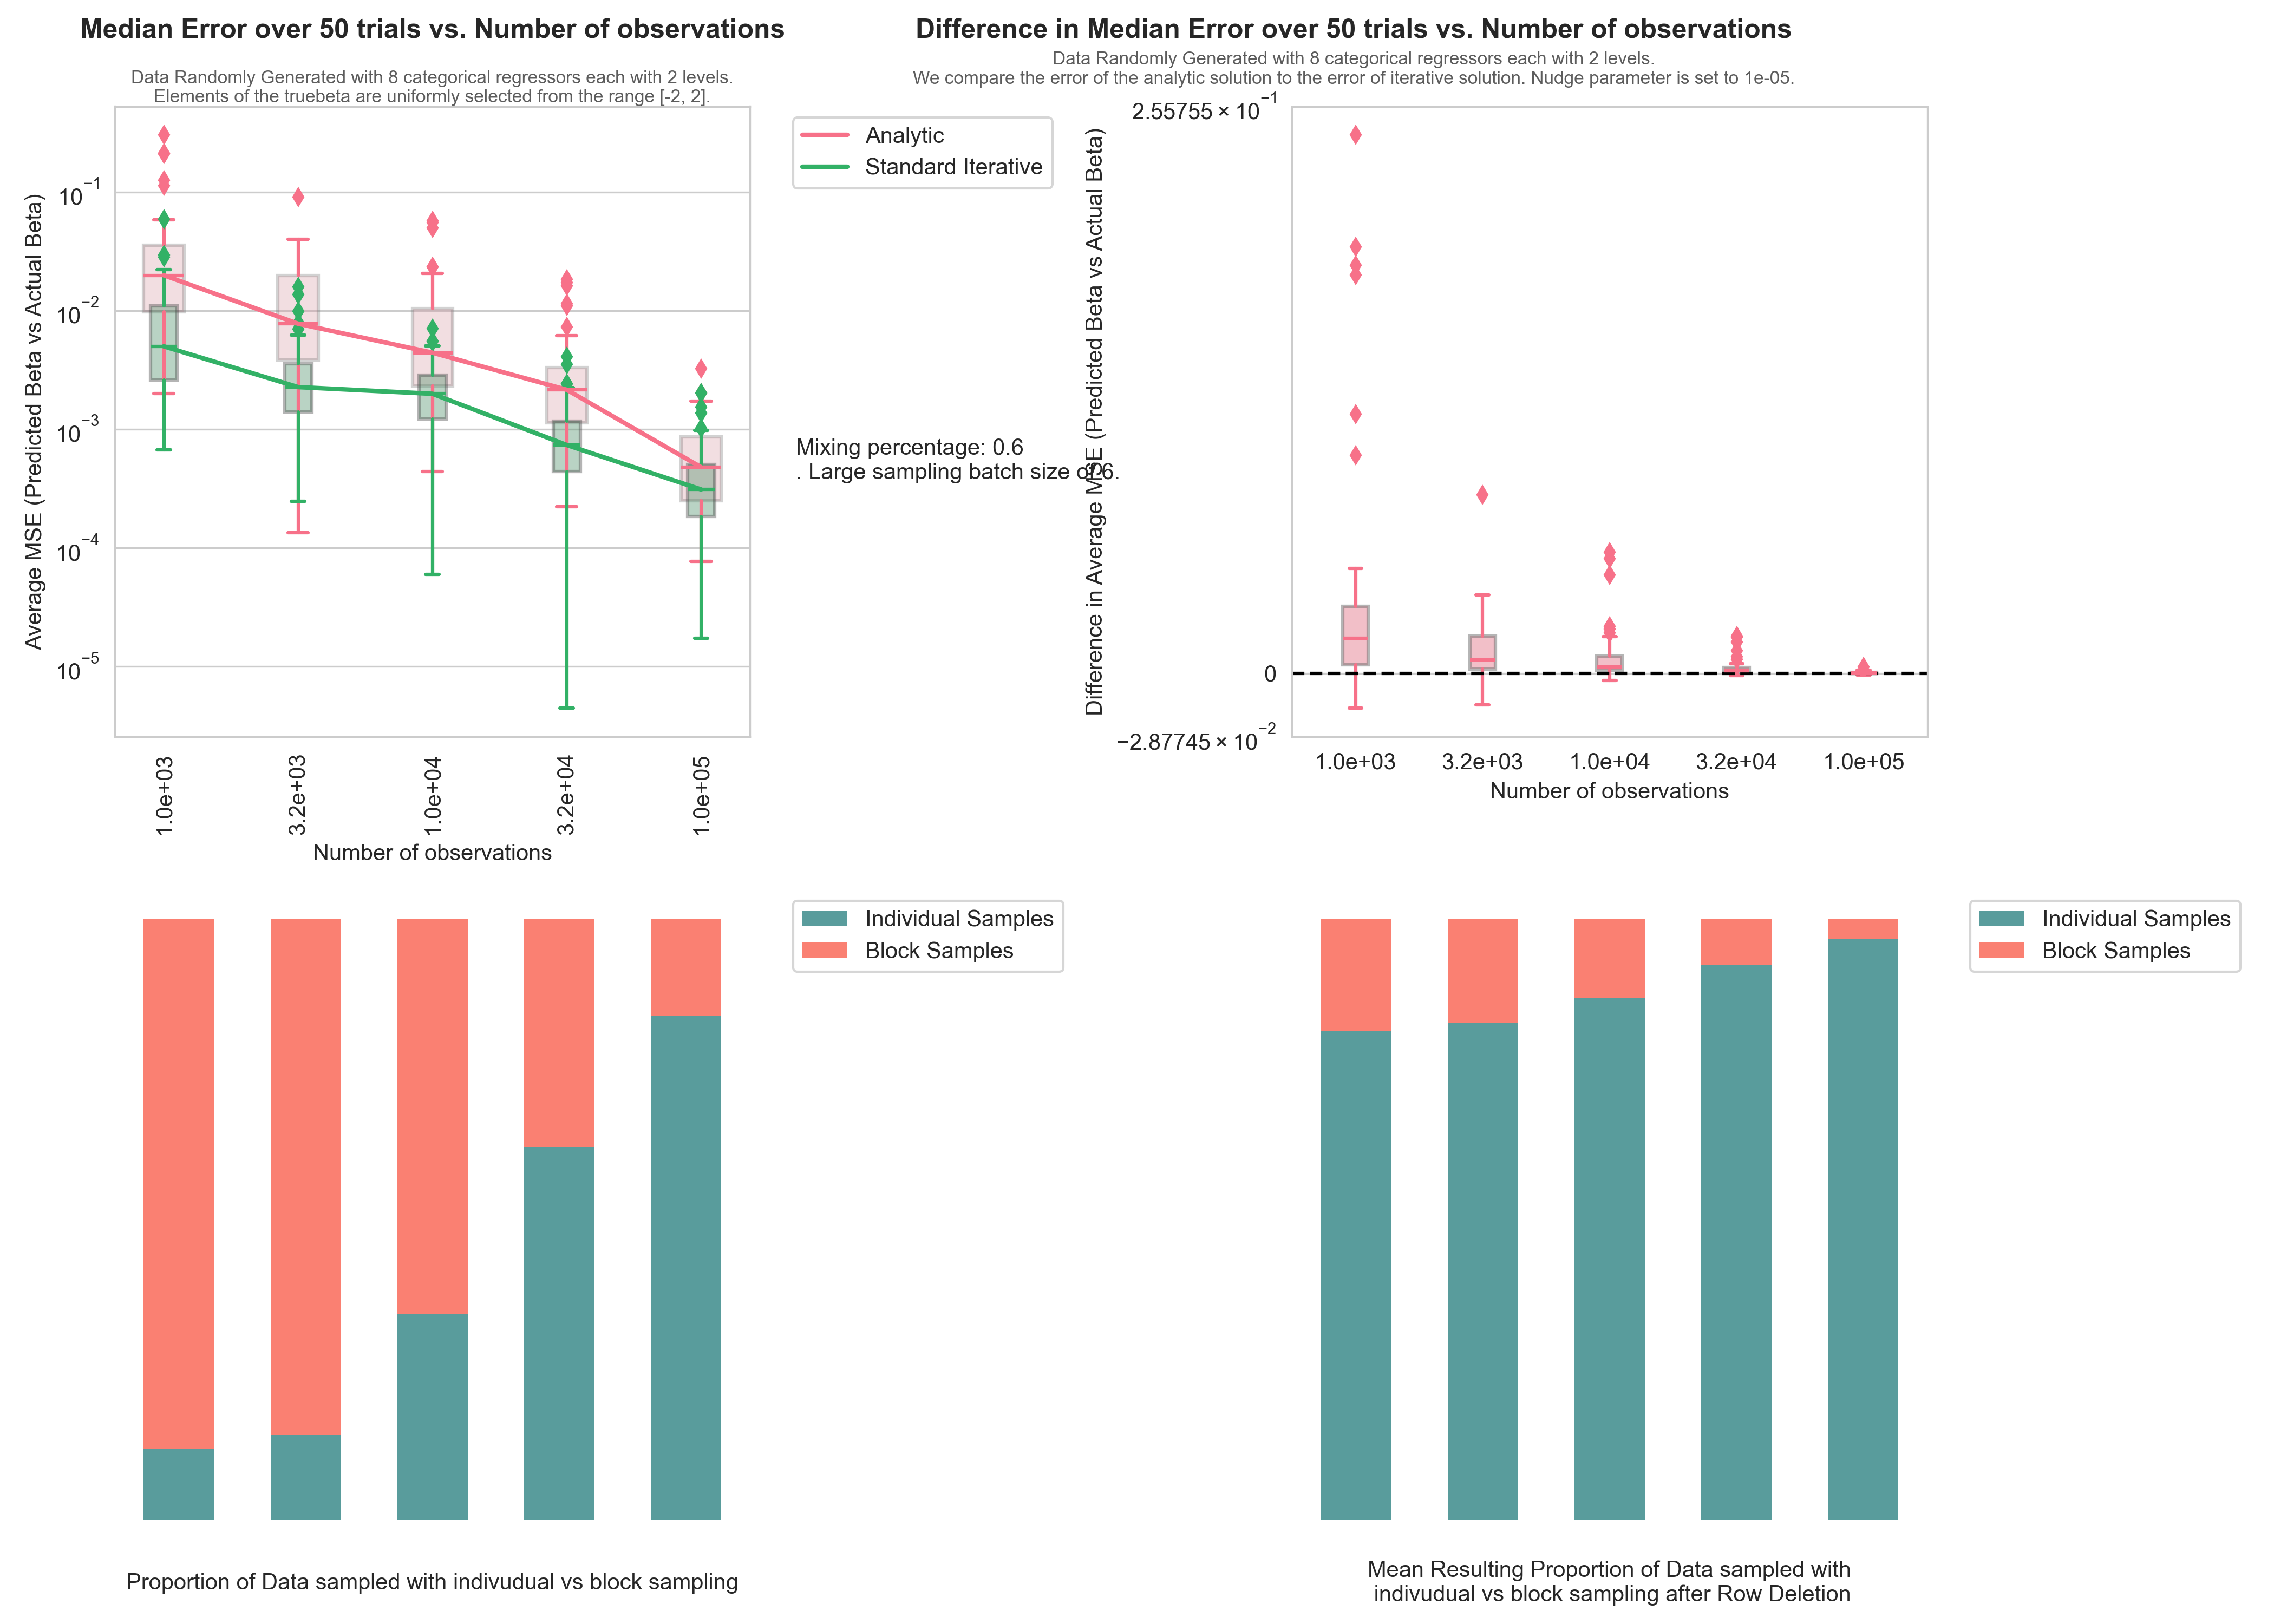 Median Error over 50 trials vs. Number of observations
Data Randomly Generated with 8 categorical regressors each with 2 levels.
Elements of the truebeta are uniformly selected from the range [-2, 2].
Average MSE (Predicted Beta vs Actual Beta)
10⁻¹
10⁻²
10⁻³
10⁻⁴
10⁻⁵
1.0e+03
3.2e+03
1.0e+04
3.2e+04
1.0e+05
Number of observations
Analytic
Standard Iterative
Mixing percentage: 0.6
. Large sampling batch size of 6.
Difference in Median Error over 50 trials vs. Number of observations
Data Randomly Generated with 8 categorical regressors each with 2 levels.
We compare the error of the analytic solution to the error of iterative solution. Nudge parameter is set to 1e-05.
Difference in Average MSE (Predicted Beta vs Actual Beta)
2.55755 × 10⁻¹
0
−2.87745 × 10⁻²
1.0e+03
3.2e+03
1.0e+04
3.2e+04
1.0e+05
Number of observations
Individual Samples
Block Samples
Proportion of Data sampled with indivudual vs block sampling
Individual Samples
Block Samples
Mean Resulting Proportion of Data sampled with
indivudual vs block sampling after Row Deletion